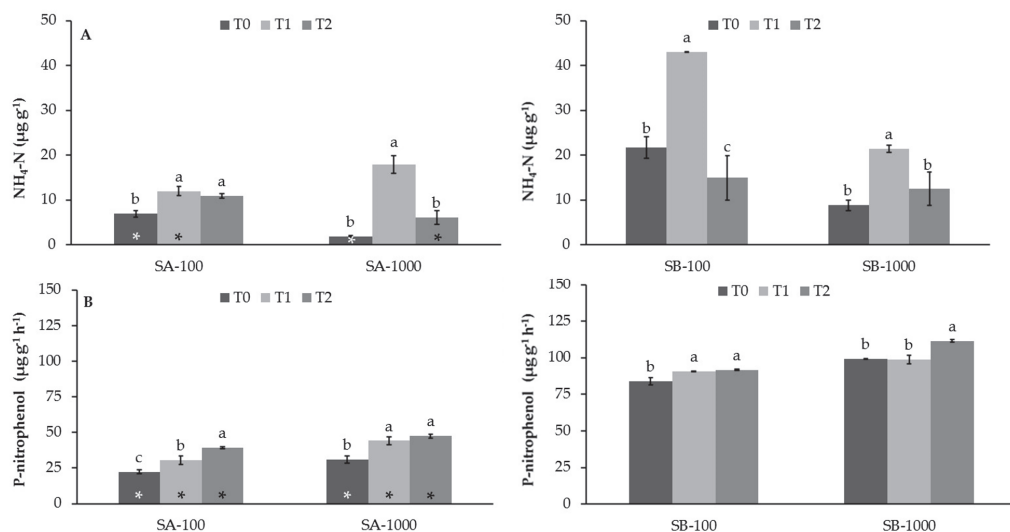 A
NH₄-N (µg g⁻¹)
50
40
30
20
10
0
T0 T1 T2
b a a
b a b
* *
* *
SA-100 SA-1000
NH₄-N (µg g⁻¹)
50
40
30
20
10
0
T0 T1 T2
b a c
b a b
SB-100 SB-1000
B
P-nitrophenol (µg g⁻¹ h⁻¹)
150
125
100
75
50
25
0
T0 T1 T2
c b a
b a a
* * *
* * *
SA-100 SA-1000
P-nitrophenol (µg g⁻¹ h⁻¹)
150
125
100
75
50
25
0
T0 T1 T2
b a a
b b a
SB-100 SB-1000